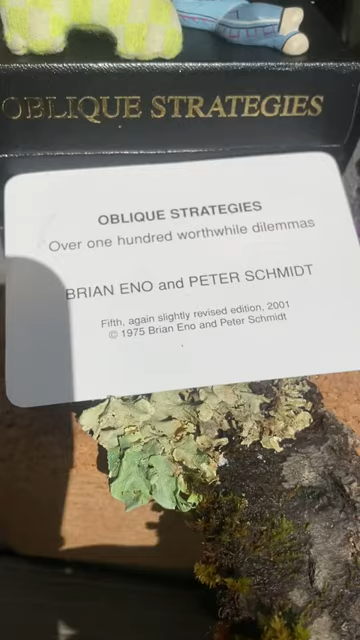 OBLIQUE STRATEGIES
OBLIQUE STRATEGIES
Over one hundred worthwhile dilemmas
BRIAN ENO and PETER SCHMIDT
Fifth, again slightly revised edition, 2001
© 1975 Brian Eno and Peter Schmidt